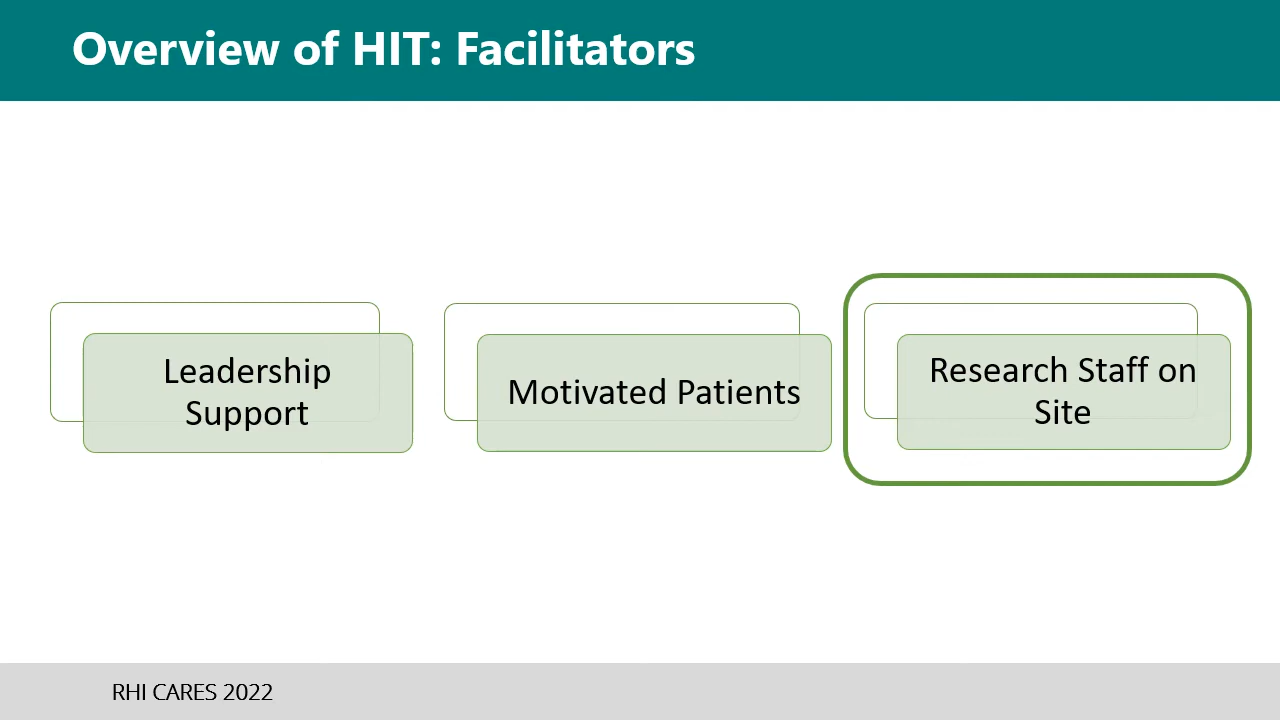 Overview of HIT: Facilitators
Leadership
Support
Motivated Patients
Research Staff on
Site
RHI CARES 2022